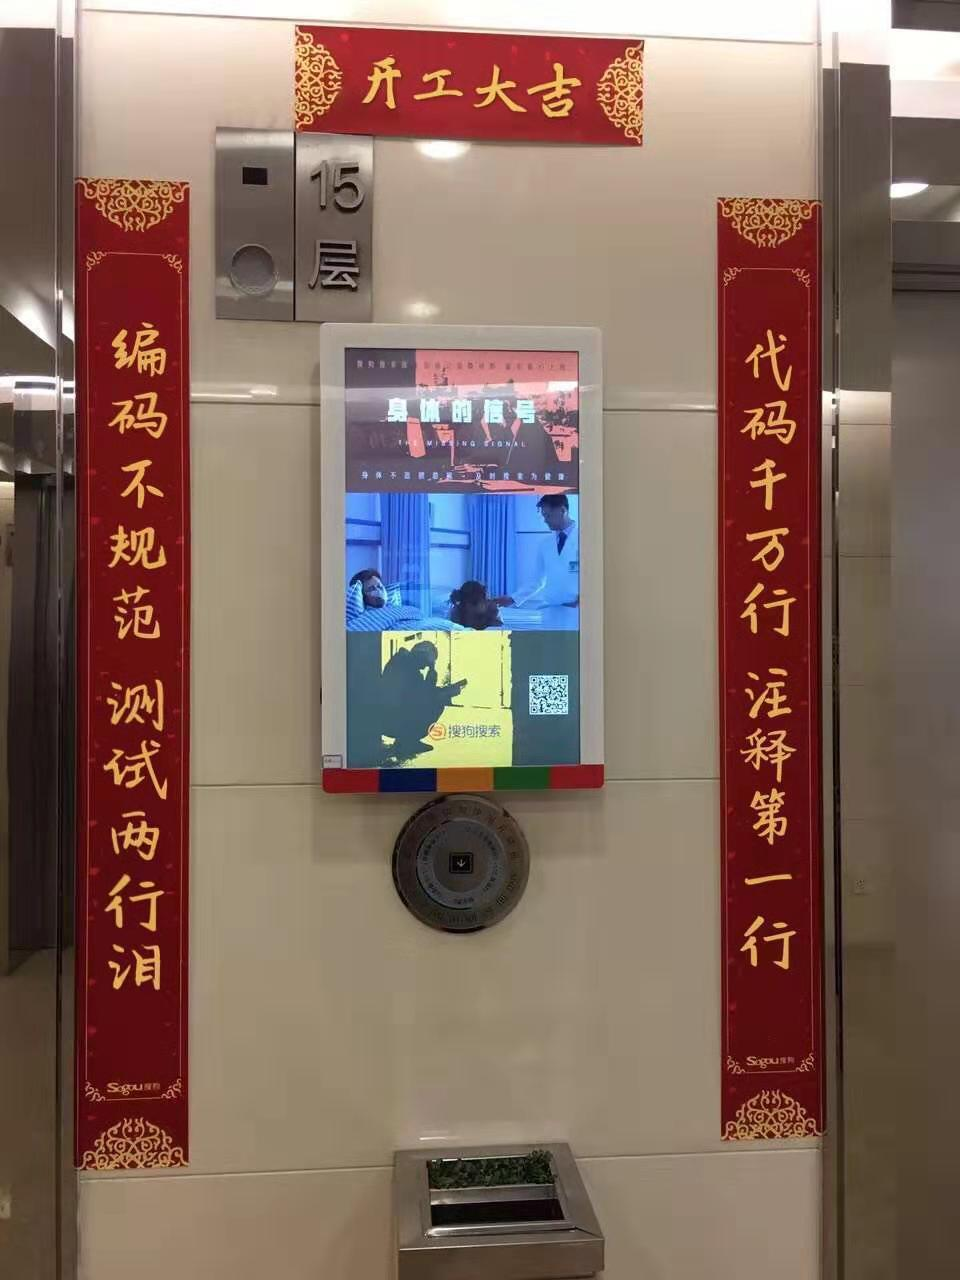 开工大吉
15
层
代码千万行 注释第一行
编码不规范 测试两行泪
身体的信号
THE MISSING SIGNAL
搜狗搜索
Sogou搜狗
Sogou搜狗